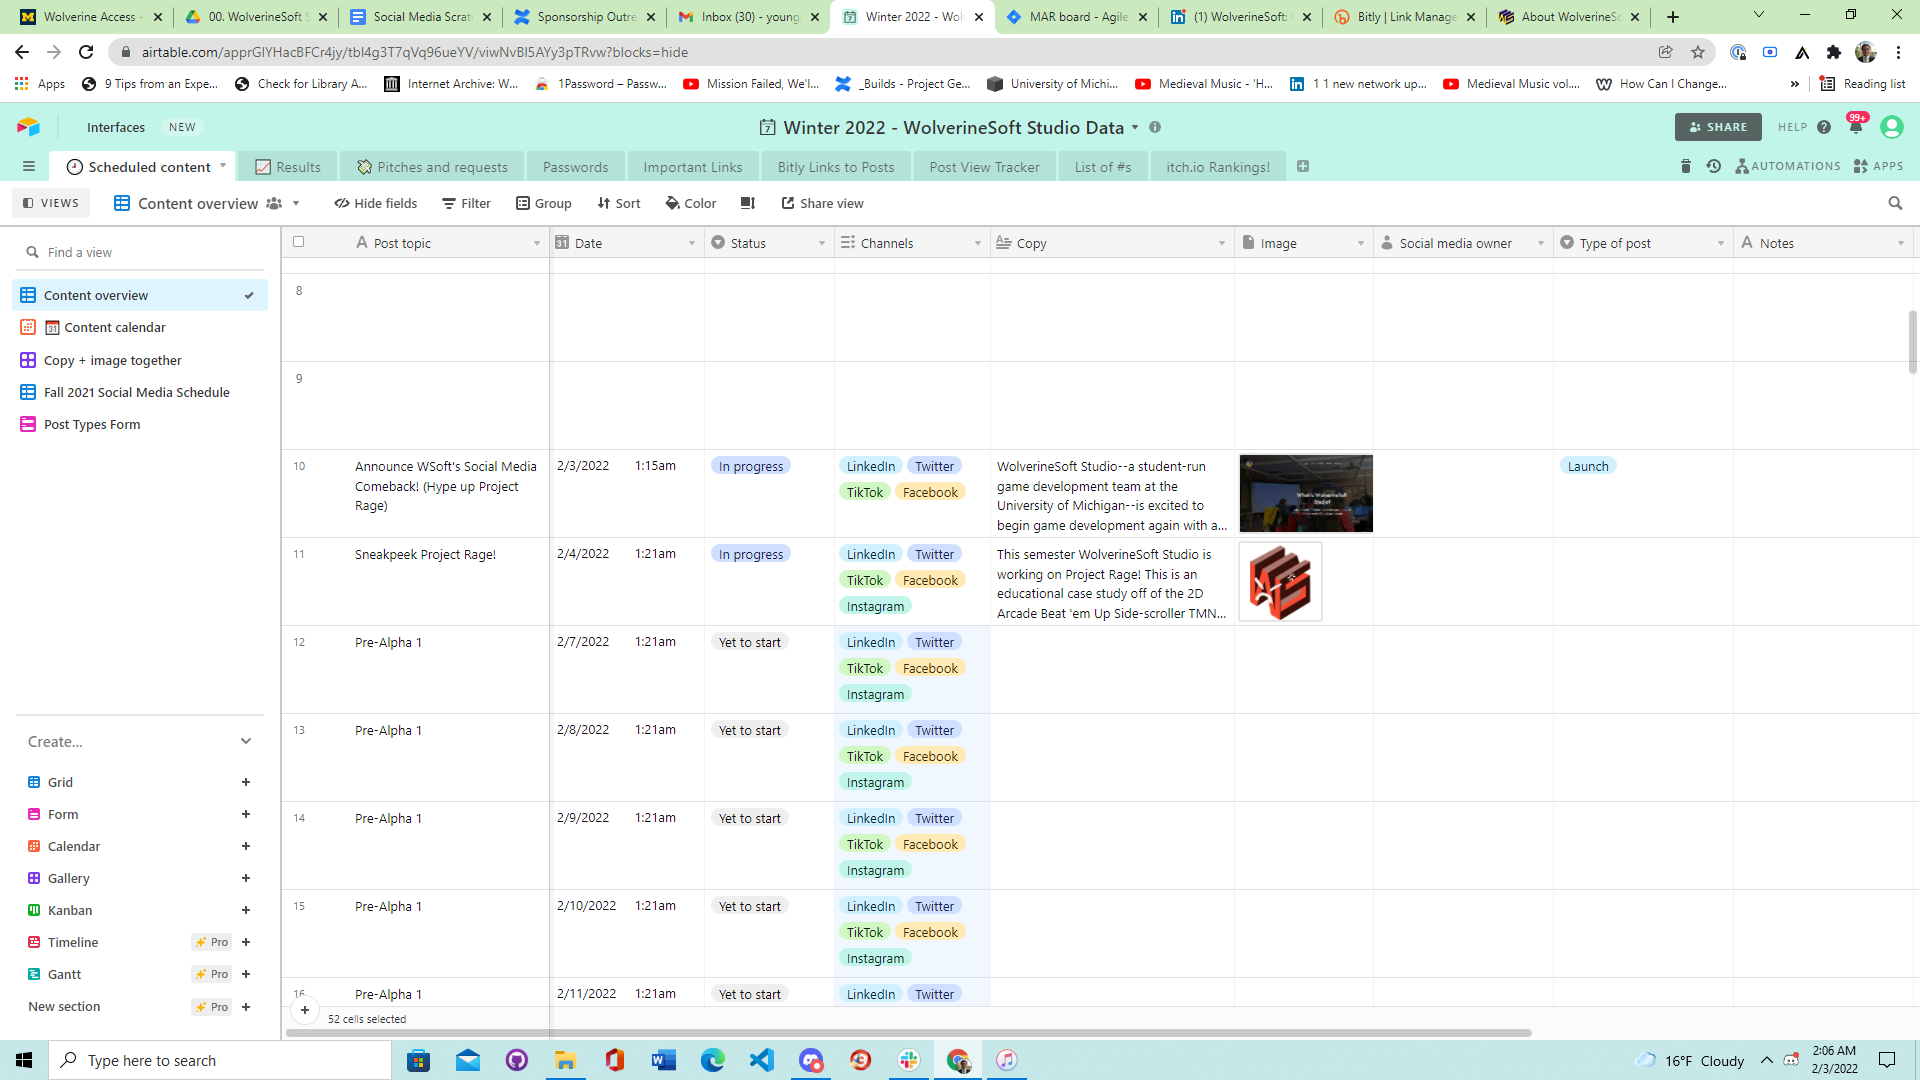 Wolverine Access -
00. WolverineSoft S
Social Media Scrat
Sponsorship Outre
Inbox (30) - young
Winter 2022 - Wol
MAR board - Agile
(1) WolverineSoft:
Bitly | Link Manage
About WolverineSo
airtable.com/apprGlYHacBFCr4jy/tbl4g3T7qVq96ueYV/viwNvBI5AYy3pTRvw?blocks=hide
Apps
9 Tips from an Expe...
Check for Library A...
Internet Archive: W...
1Password – Passw...
Mission Failed, We'l...
_Builds - Project Ge...
University of Michi...
Medieval Music - 'H...
1 1 new network up...
Medieval Music vol....
How Can I Change...
»
Reading list
Interfaces
NEW
Winter 2022 - WolverineSoft Studio Data
SHARE
HELP
99+
Scheduled content
Results
Pitches and requests
Passwords
Important Links
Bitly Links to Posts
Post View Tracker
List of #s
itch.io Rankings!
AUTOMATIONS
APPS
VIEWS
Content overview
Hide fields
Filter
Group
Sort
Color
Share view
Find a view
Content overview
Content calendar
Copy + image together
Fall 2021 Social Media Schedule
Post Types Form
Create...
Grid
Form
Calendar
Gallery
Kanban
Timeline
Pro
Gantt
Pro
New section
Pro
Post topic
Date
Status
Channels
Copy
Image
Social media owner
Type of post
Notes
8
9
10
Announce WSoft's Social Media
Comeback! (Hype up Project
Rage)
2/3/2022 1:15am
In progress
LinkedIn Twitter
TikTok Facebook
WolverineSoft Studio--a student-run
game development team at the
University of Michigan--is excited to
begin game development again with a...
What is WolverineSoft
Studio?
Launch
11
Sneakpeek Project Rage!
2/4/2022 1:21am
In progress
LinkedIn Twitter
TikTok Facebook
Instagram
This semester WolverineSoft Studio is
working on Project Rage! This is an
educational case study off of the 2D
Arcade Beat 'em Up Side-scroller TMN...
12
Pre-Alpha 1
2/7/2022 1:21am
Yet to start
LinkedIn Twitter
TikTok Facebook
Instagram
13
Pre-Alpha 1
2/8/2022 1:21am
Yet to start
LinkedIn Twitter
TikTok Facebook
Instagram
14
Pre-Alpha 1
2/9/2022 1:21am
Yet to start
LinkedIn Twitter
TikTok Facebook
Instagram
15
Pre-Alpha 1
2/10/2022 1:21am
Yet to start
LinkedIn Twitter
TikTok Facebook
Instagram
16
Pre-Alpha 1
2/11/2022 1:21am
Yet to start
LinkedIn Twitter
52 cells selected
Type here to search
16°F Cloudy
2:06 AM
2/3/2022